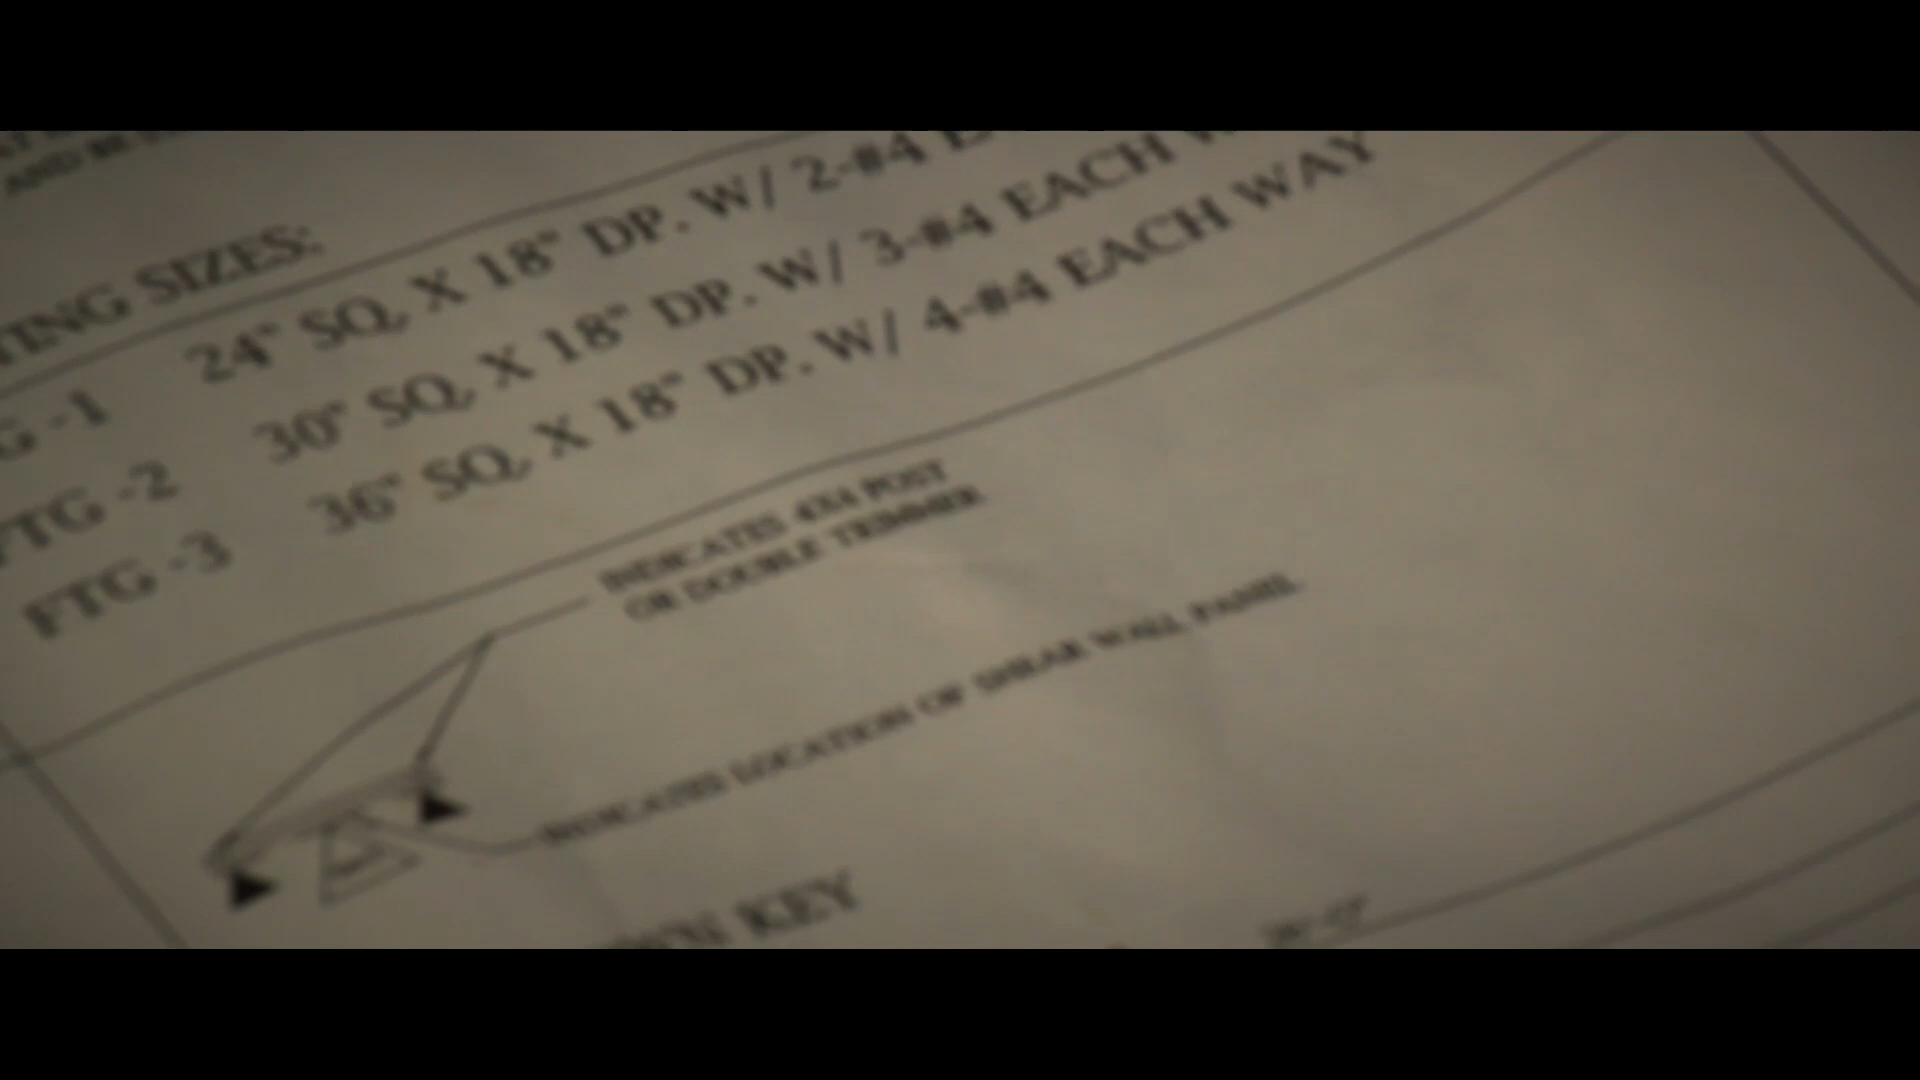 AND BE
TING SIZES:
G -1 24" SQ. X 18" DP. W/ 2-#4 E
FTG -2 30" SQ. X 18" DP. W/ 3-#4 EACH W
FTG -3 36" SQ. X 18" DP. W/ 4-#4 EACH WAY
INDICATES 4X4 POST
OR DOUBLE TRIMMER
INDICATES LOCATION OF SHEAR WALL PANEL
KEY